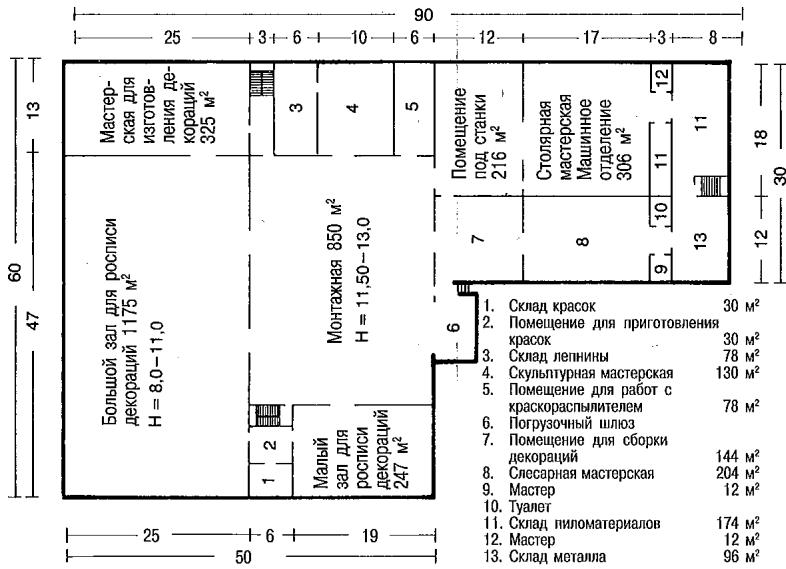 90
25
3
6
10
6
12
17
3
8
60
13
47
Мастер-
ская для
изготов-
ления де-
кораций
325 м²
3
4
5
Помещение
под станки
216 м²
Столярная
мастерская
Машинное
отделение
306 м²
12
11
11
10
9
13
7
8
6
18
12
30
Большой зал для росписи
декораций 1175 м²
H = 8,0–11,0
Монтажная 850 м²
H = 11,50–13,0
2
1
Малый
зал для
росписи
декораций
247 м²
25
6
19
50
1. Склад красок 30 м²
2. Помещение для приготовления
красок 30 м²
3. Склад лепнины 78 м²
4. Скульптурная мастерская 130 м²
5. Помещение для работ с
краскораспылителем 78 м²
6. Погрузочный шлюз
7. Помещение для сборки
декораций 144 м²
8. Слесарная мастерская 204 м²
9. Мастер 12 м²
10. Туалет
11. Склад пиломатериалов 174 м²
12. Мастер 12 м²
13. Склад металла 96 м²